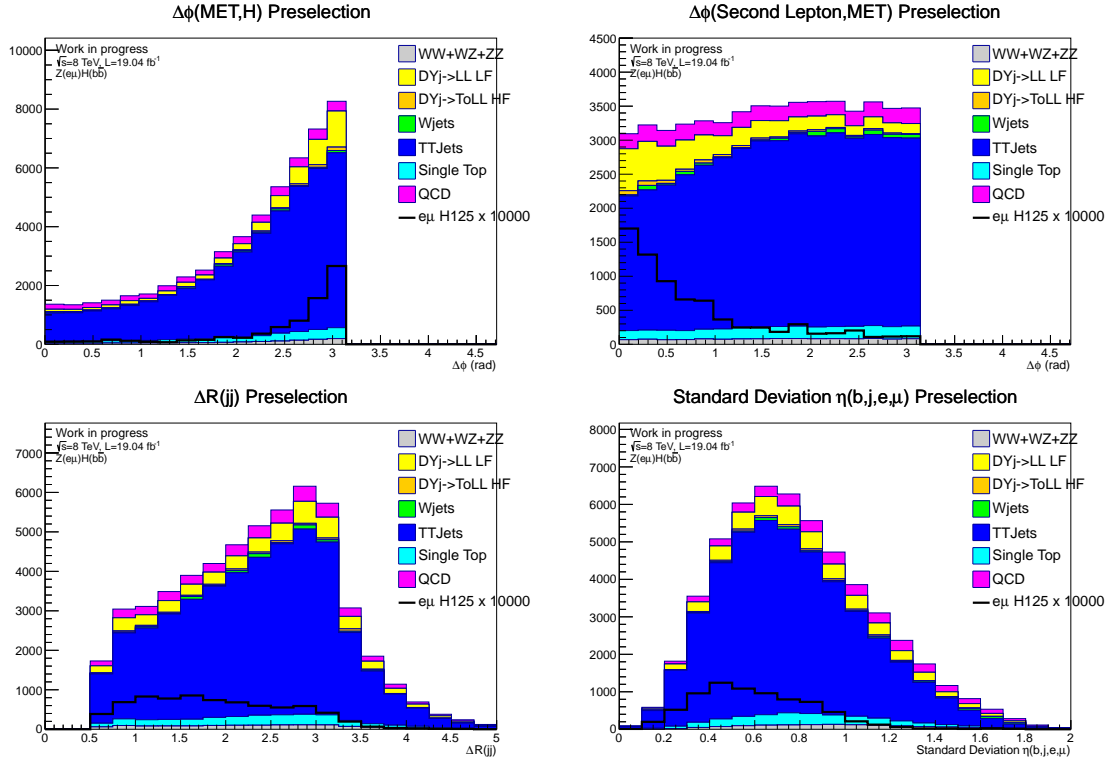 Δϕ(MET,H) Preselection
10000
8000
6000
4000
2000
0
Work in progress
√s=8 TeV, L=19.04 fb⁻¹
Z(eμ)H(bb̄)
WW+WZ+ZZ
DYj->LL LF
DYj->ToLL HF
Wjets
TTJets
Single Top
QCD
eμ H125 x 10000
0 0.5 1 1.5 2 2.5 3 3.5 4 4.5
Δϕ (rad)
Δϕ(Second Lepton,MET) Preselection
4500
4000
3500
3000
2500
2000
1500
1000
500
0
Work in progress
√s=8 TeV, L=19.04 fb⁻¹
Z(eμ)H(bb̄)
WW+WZ+ZZ
DYj->LL LF
DYj->ToLL HF
Wjets
TTJets
Single Top
QCD
eμ H125 x 10000
0 0.5 1 1.5 2 2.5 3 3.5 4 4.5
Δϕ (rad)
ΔR(jj) Preselection
7000
6000
5000
4000
3000
2000
1000
0
Work in progress
√s=8 TeV, L=19.04 fb⁻¹
Z(eμ)H(bb̄)
WW+WZ+ZZ
DYj->LL LF
DYj->ToLL HF
Wjets
TTJets
Single Top
QCD
eμ H125 x 10000
0 0.5 1 1.5 2 2.5 3 3.5 4 4.5 5
ΔR(jj)
Standard Deviation η(b,j,e,μ) Preselection
8000
7000
6000
5000
4000
3000
2000
1000
0
Work in progress
√s=8 TeV, L=19.04 fb⁻¹
Z(eμ)H(bb̄)
WW+WZ+ZZ
DYj->LL LF
DYj->ToLL HF
Wjets
TTJets
Single Top
QCD
eμ H125 x 10000
0 0.2 0.4 0.6 0.8 1 1.2 1.4 1.6 1.8 2
Standard Deviation η(b,j,e,μ)